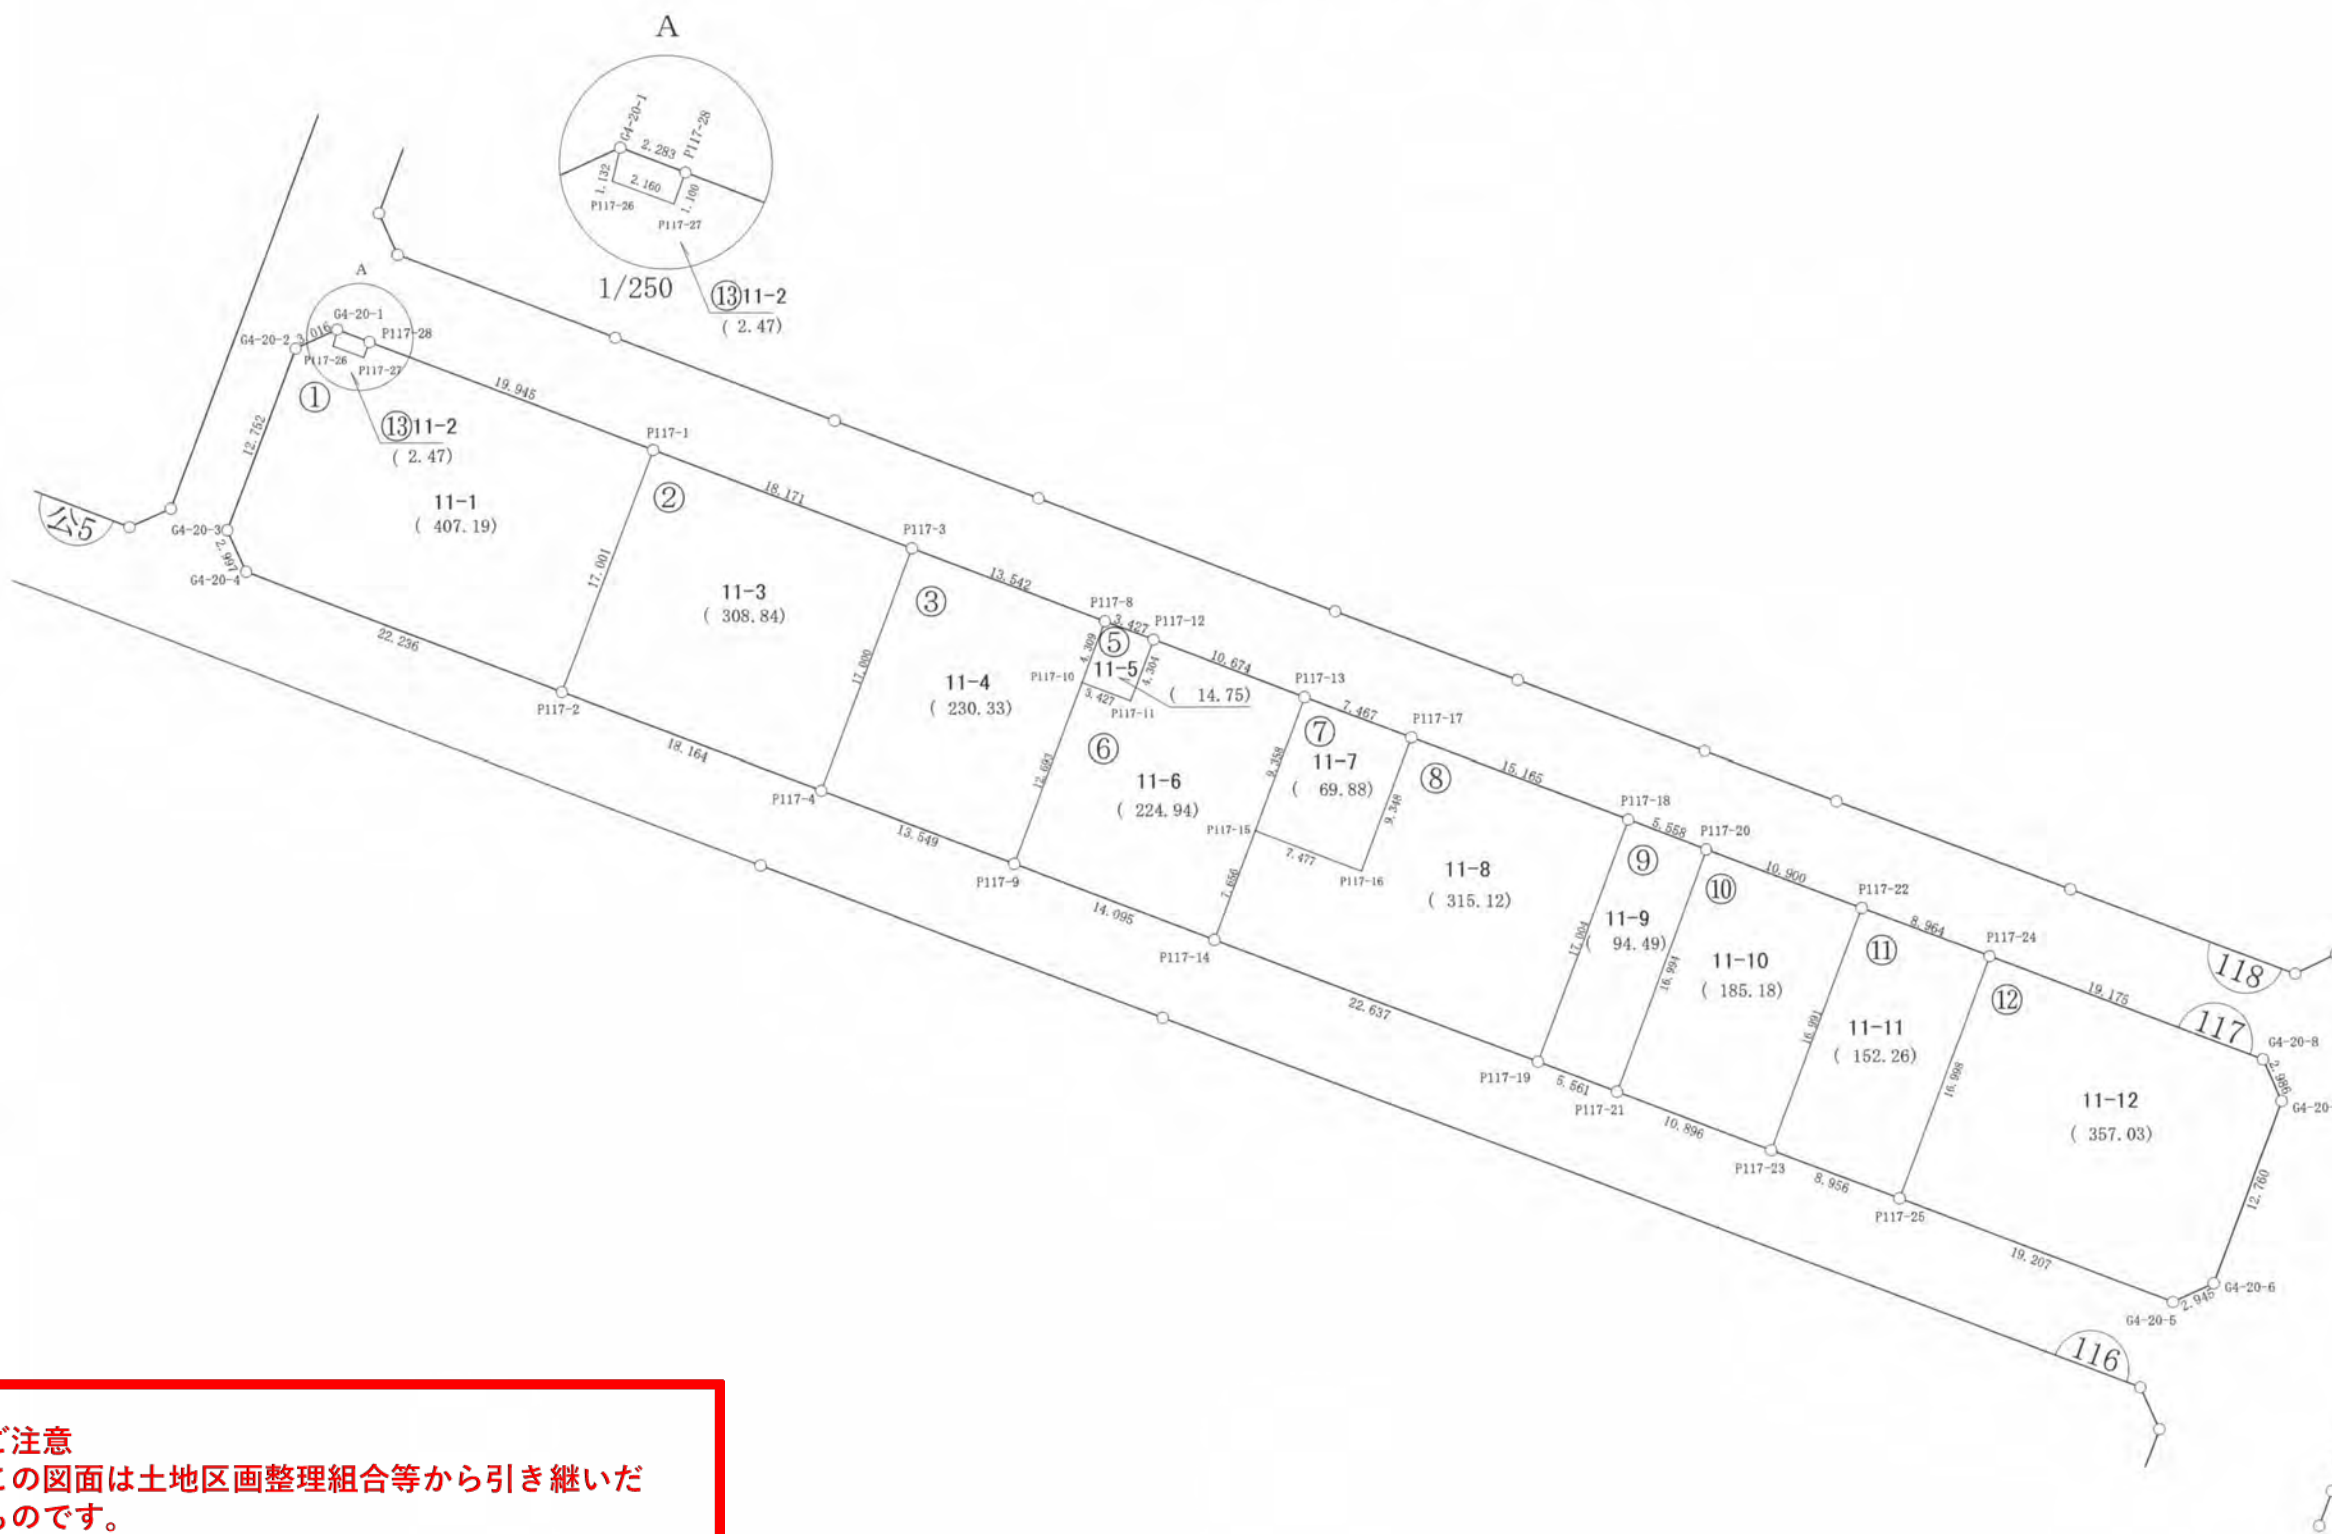 A
G4-20-1
P117-28
2.283
1.132
2.160
1.100
P117-26
P117-27
1/250
⑬11-2
( 2.47)
A
G4-20-1
G4-20-2
3.016
P117-28
P117-26
P117-27
①
19.945
12.752
⑬11-2
( 2.47)
P117-1
11-1
( 407.19)
公5
G4-20-3
2.997
G4-20-4
22.236
②
18.171
17.001
P117-2
P117-3
11-3
( 308.84)
18.164
③
13.542
17.000
P117-4
11-4
( 230.33)
13.549
P117-8
3.427
P117-12
⑤
4.309
4.304
11-5
P117-10
3.427
P117-11
( 14.75)
10.674
P117-13
⑥
12.693
11-6
( 224.94)
P117-9
14.095
7.467
P117-17
⑦
9.358
11-7
( 69.88)
9.348
P117-15
7.477
P117-16
7.656
P117-14
⑧
15.165
11-8
( 315.12)
22.637
P117-18
5.558
P117-20
⑨
17.004
11-9
( 94.49)
16.994
P117-19
5.561
P117-21
⑩
10.900
P117-22
11-10
( 185.18)
16.991
10.896
P117-23
⑪
8.964
P117-24
11-11
( 152.26)
16.998
8.956
P117-25
⑫
19.175
118
117
G4-20-8
2.986
G4-20-
11-12
( 357.03)
12.760
19.207
G4-20-6
2.945
G4-20-5
116
ご注意
この図面は土地区画整理組合等から引き継いだ
ものです。